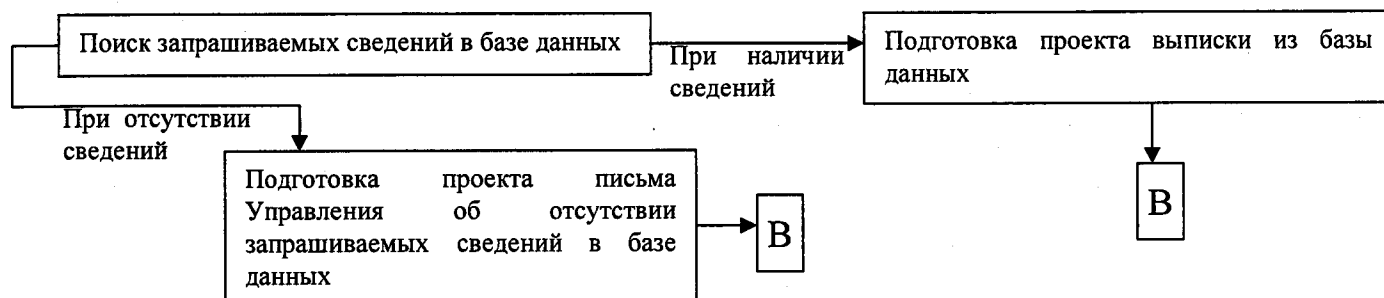 Поиск запрашиваемых сведений в базе данных
При наличии
сведений
Подготовка проекта выписки из базы
данных
При отсутствии
сведений
Подготовка проекта письма
Управления об отсутствии
запрашиваемых сведений в базе
данных
В
В